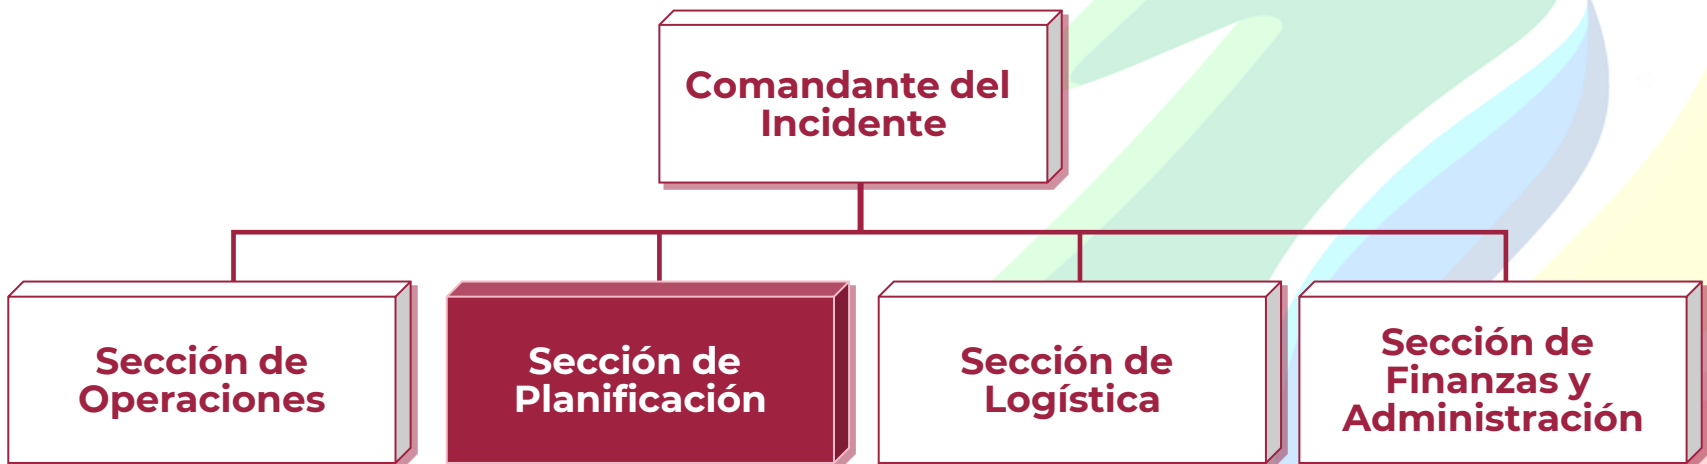 Comandante del
Incidente
Sección de
Operaciones
Sección de
Planificación
Sección de
Logística
Sección de
Finanzas y
Administración